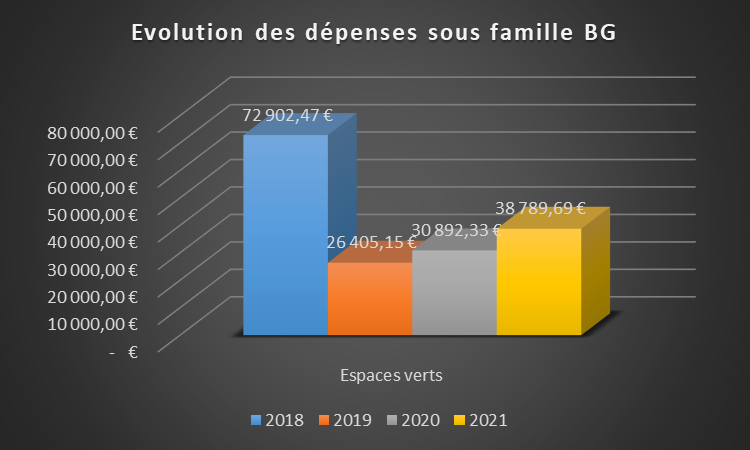 Evolution des dépenses sous famille BG
80 000,00 €
70 000,00 €
60 000,00 €
50 000,00 €
40 000,00 €
30 000,00 €
20 000,00 €
10 000,00 €
- €
72 902,47 €
26 405,15 €
30 892,33 €
38 789,69 €
Espaces verts
2018 2019 2020 2021